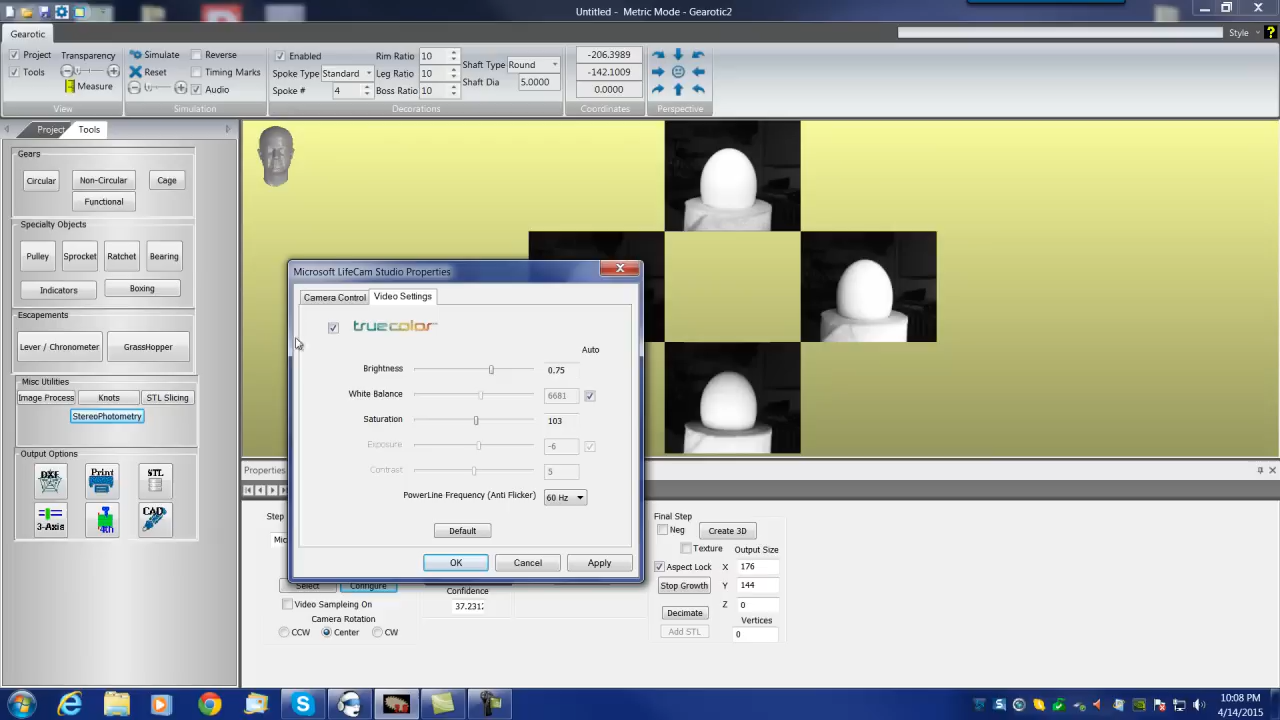 Untitled - Metric Mode - Gearotic2
Gearotic
Style
Project
Transparency
Tools
Measure
View
Simulate
Reverse
Reset
Timing Marks
Audio
Simulation
Enabled
Rim Ratio 10
Shaft Type Round
Spoke Type Standard
Leg Ratio 10
Shaft Dia 5.0000
Spoke # 4
Boss Ratio 10
Decorations
-206.3989
-142.1009
0.0000
Coordinates
Perspective
Project
Tools
Gears
Circular
Non-Circular
Cage
Functional
Specialty Objects
Pulley
Sprocket
Ratchet
Bearing
Indicators
Boxing
Escapements
Lever / Chronometer
GrassHopper
Misc Utilities
Image Process
Knots
STL Slicing
StereoPhotometry
Output Options
DXF
Print
STL
3-Axis
4th
CAD
Microsoft LifeCam Studio Properties
Camera Control
Video Settings
truecolor
Auto
Brightness 0.75
White Balance 6681
Saturation 103
Exposure -6
Contrast 5
PowerLine Frequency (Anti Flicker) 60 Hz
Default
OK
Cancel
Apply
Properties
Step
Mic
Select
Configure
Video Sampleing On
Camera Rotation
CCW
Center
CW
Confidence
37.231
Final Step
Neg
Create 3D
Texture
Output Size
Aspect Lock
X 176
Stop Growth
Y 144
Z 0
Decimate
Vertices
Add STL
0
10:08 PM
4/14/2015